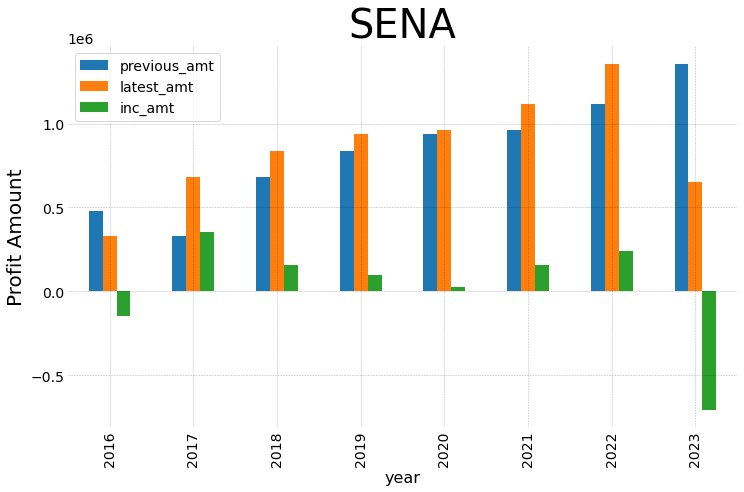 SENA
1e6
previous_amt
latest_amt
inc_amt
1.0
0.5
0.0
−0.5
Profit Amount
2016
2017
2018
2019
2020
2021
2022
2023
year